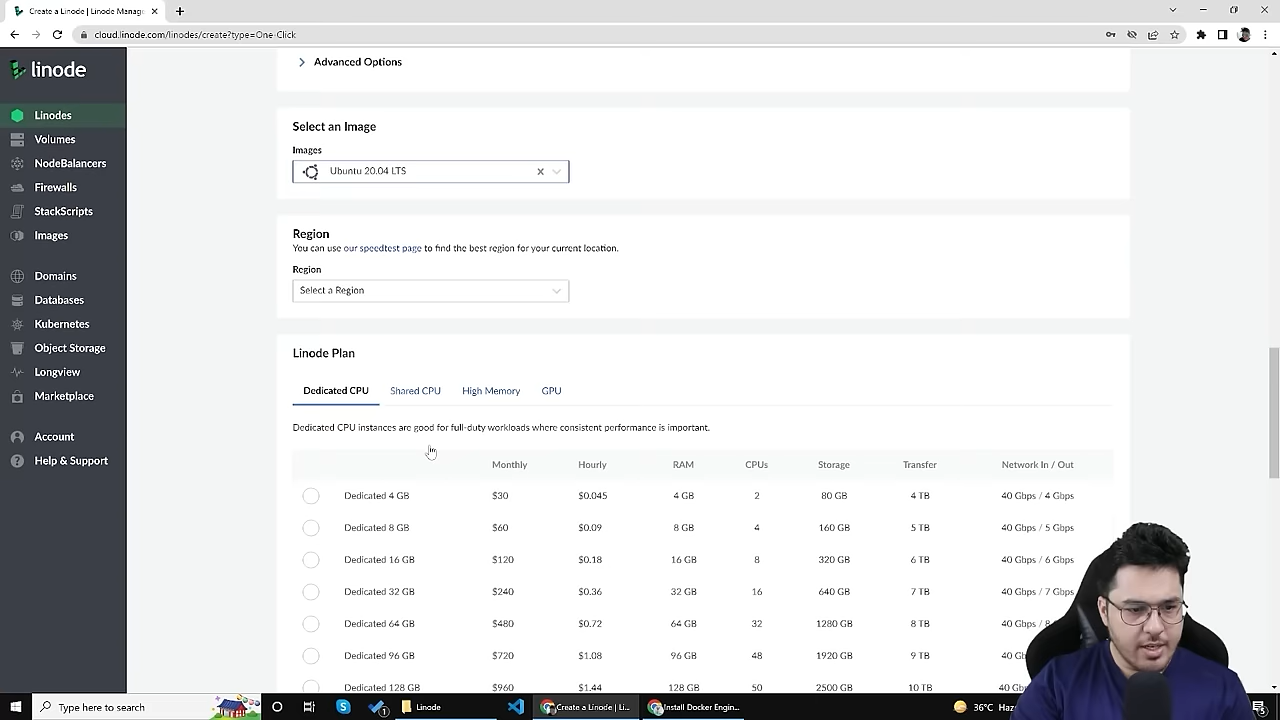 Create a Linode | Linode Manag
cloud.linode.com/linodes/create?type=One-Click
linode
Linodes
Volumes
NodeBalancers
Firewalls
StackScripts
Images
Domains
Databases
Kubernetes
Object Storage
Longview
Marketplace
Account
Help & Support
Advanced Options
Select an Image
Images
Ubuntu 20.04 LTS
Region
You can use our speedtest page to find the best region for your current location.
Region
Select a Region
Linode Plan
Dedicated CPU Shared CPU High Memory GPU
Dedicated CPU instances are good for full-duty workloads where consistent performance is important.
Monthly Hourly RAM CPUs Storage Transfer Network In / Out
Dedicated 4 GB $30 $0.045 4 GB 2 80 GB 4 TB 40 Gbps / 4 Gbps
Dedicated 8 GB $60 $0.09 8 GB 4 160 GB 5 TB 40 Gbps / 5 Gbps
Dedicated 16 GB $120 $0.18 16 GB 8 320 GB 6 TB 40 Gbps / 6 Gbps
Dedicated 32 GB $240 $0.36 32 GB 16 640 GB 7 TB 40 Gbps / 7 Gbps
Dedicated 64 GB $480 $0.72 64 GB 32 1280 GB 8 TB 40 Gbps / 8
Dedicated 96 GB $720 $1.08 96 GB 48 1920 GB 9 TB 40 Gb
Dedicated 128 GB $960 $1.44 128 GB 50 2500 GB 10 TB 40 Gb
Type here to search
Linode
Create a Linode | Li...
Install Docker Engin...
36°C Haz